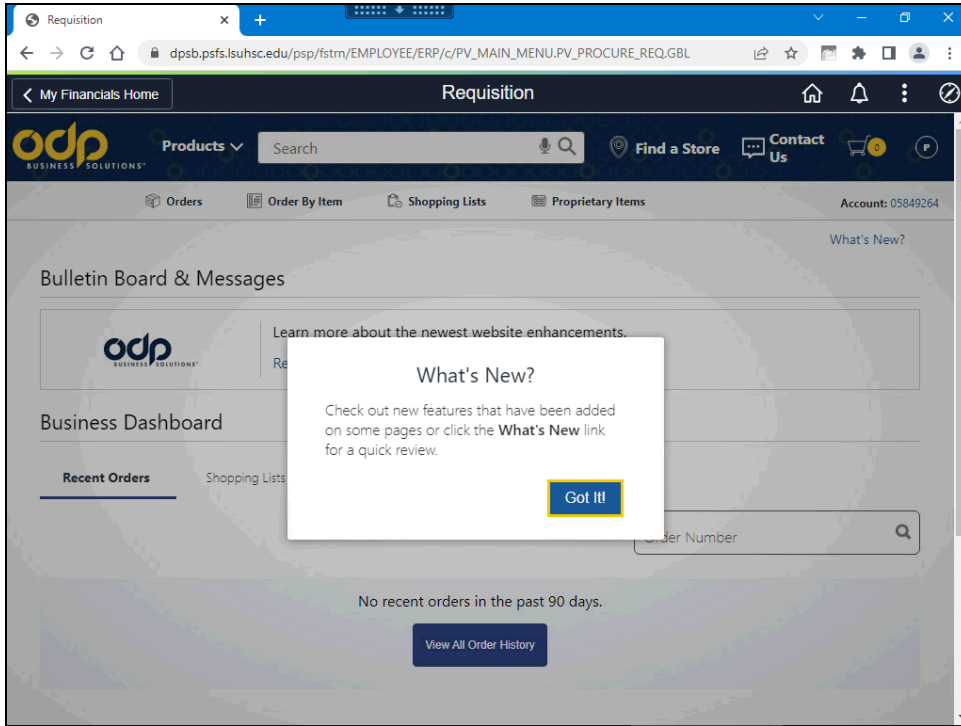 Requisition
dpsb.psfs.lsuhsc.edu/psp/fstrn/EMPLOYEE/ERP/c/PV_MAIN_MENU.PV_PROCURE_REQ.GBL
My Financials Home
Requisition
odp
BUSINESS SOLUTIONS
Products
Search
Find a Store
Contact
Us
0
P
Orders
Order By Item
Shopping Lists
Proprietary Items
Account: 05849264
What's New?
Bulletin Board & Messages
odp
BUSINESS SOLUTIONS
Learn more about the newest website enhancements.
Re
What's New?
Check out new features that have been added
on some pages or click the What's New link
for a quick review.
Got It!
Business Dashboard
Recent Orders
Shopping Lists
Order Number
No recent orders in the past 90 days.
View All Order History